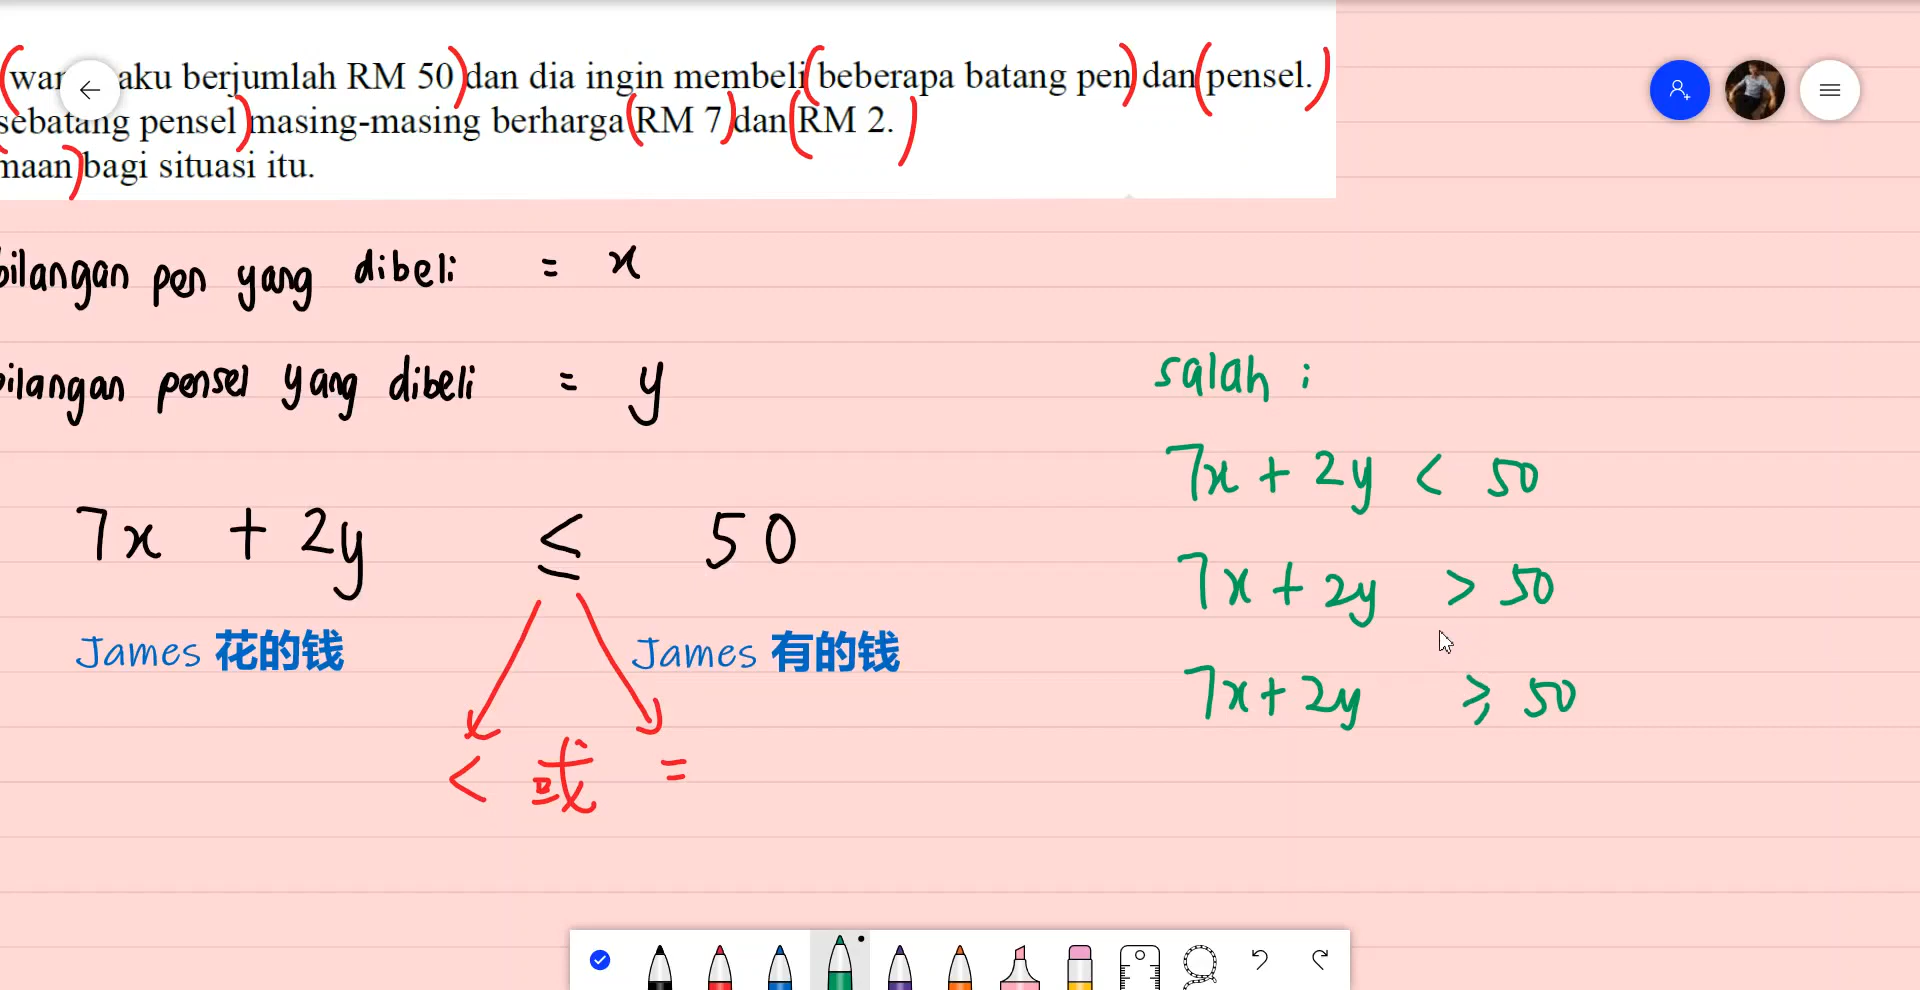 aku berjumlah RM 50 dan dia ingin membeli beberapa batang pen dan pensel.
sebatang pensel masing-masing berharga RM 7 dan RM 2.
bagi situasi itu.
bilangan pen yang dibeli = x
bilangan pensel yang dibeli = y
7x + 2y ≤ 50
James 花的钱 James 有的钱
< 或 =
salah :
7x + 2y < 50
7x + 2y > 50
7x + 2y ≥ 50